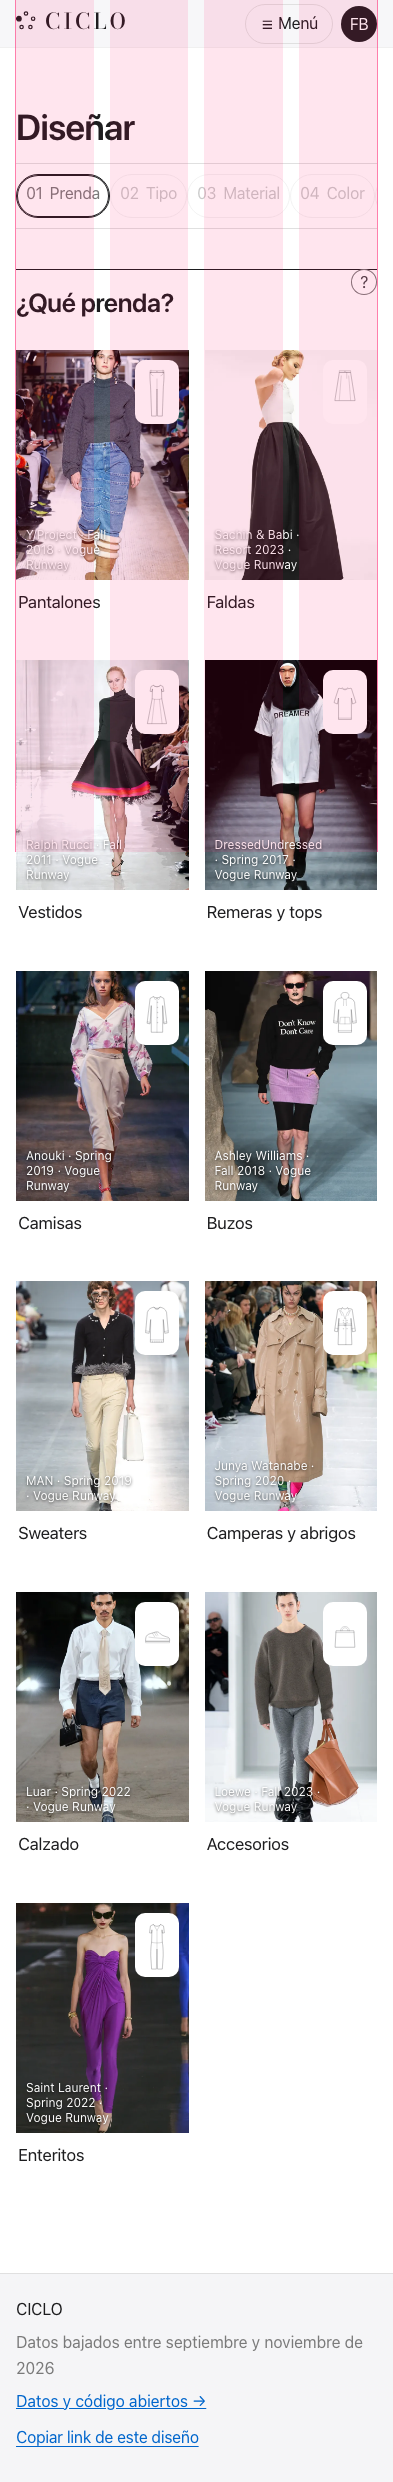 CICLO
Menú
FB
Diseñar
01 Prenda
02 Tipo
03 Material
04 Color
?
¿Qué prenda?
Y/Project · Fall
2018 · Vogue
Runway
Sachin & Babi ·
Resort 2023 ·
Vogue Runway
Pantalones
Faldas
DREAMER
Ralph Rucci · Fall
2011 · Vogue
Runway
DressedUndressed
· Spring 2017 ·
Vogue Runway
Vestidos
Remeras y tops
Don't Know
Don't Care
Anouki · Spring
2019 · Vogue
Runway
Ashley Williams ·
Fall 2018 · Vogue
Runway
Camisas
Buzos
MAN · Spring 2019
· Vogue Runway
Junya Watanabe ·
Spring 2020 ·
Vogue Runway
Sweaters
Camperas y abrigos
Luar · Spring 2022
· Vogue Runway
Loewe · Fall 2023 ·
Vogue Runway
Calzado
Accesorios
Saint Laurent ·
Spring 2022 ·
Vogue Runway
Enteritos
CICLO
Datos bajados entre septiembre y noviembre de
2026
Datos y código abiertos →
Copiar link de este diseño